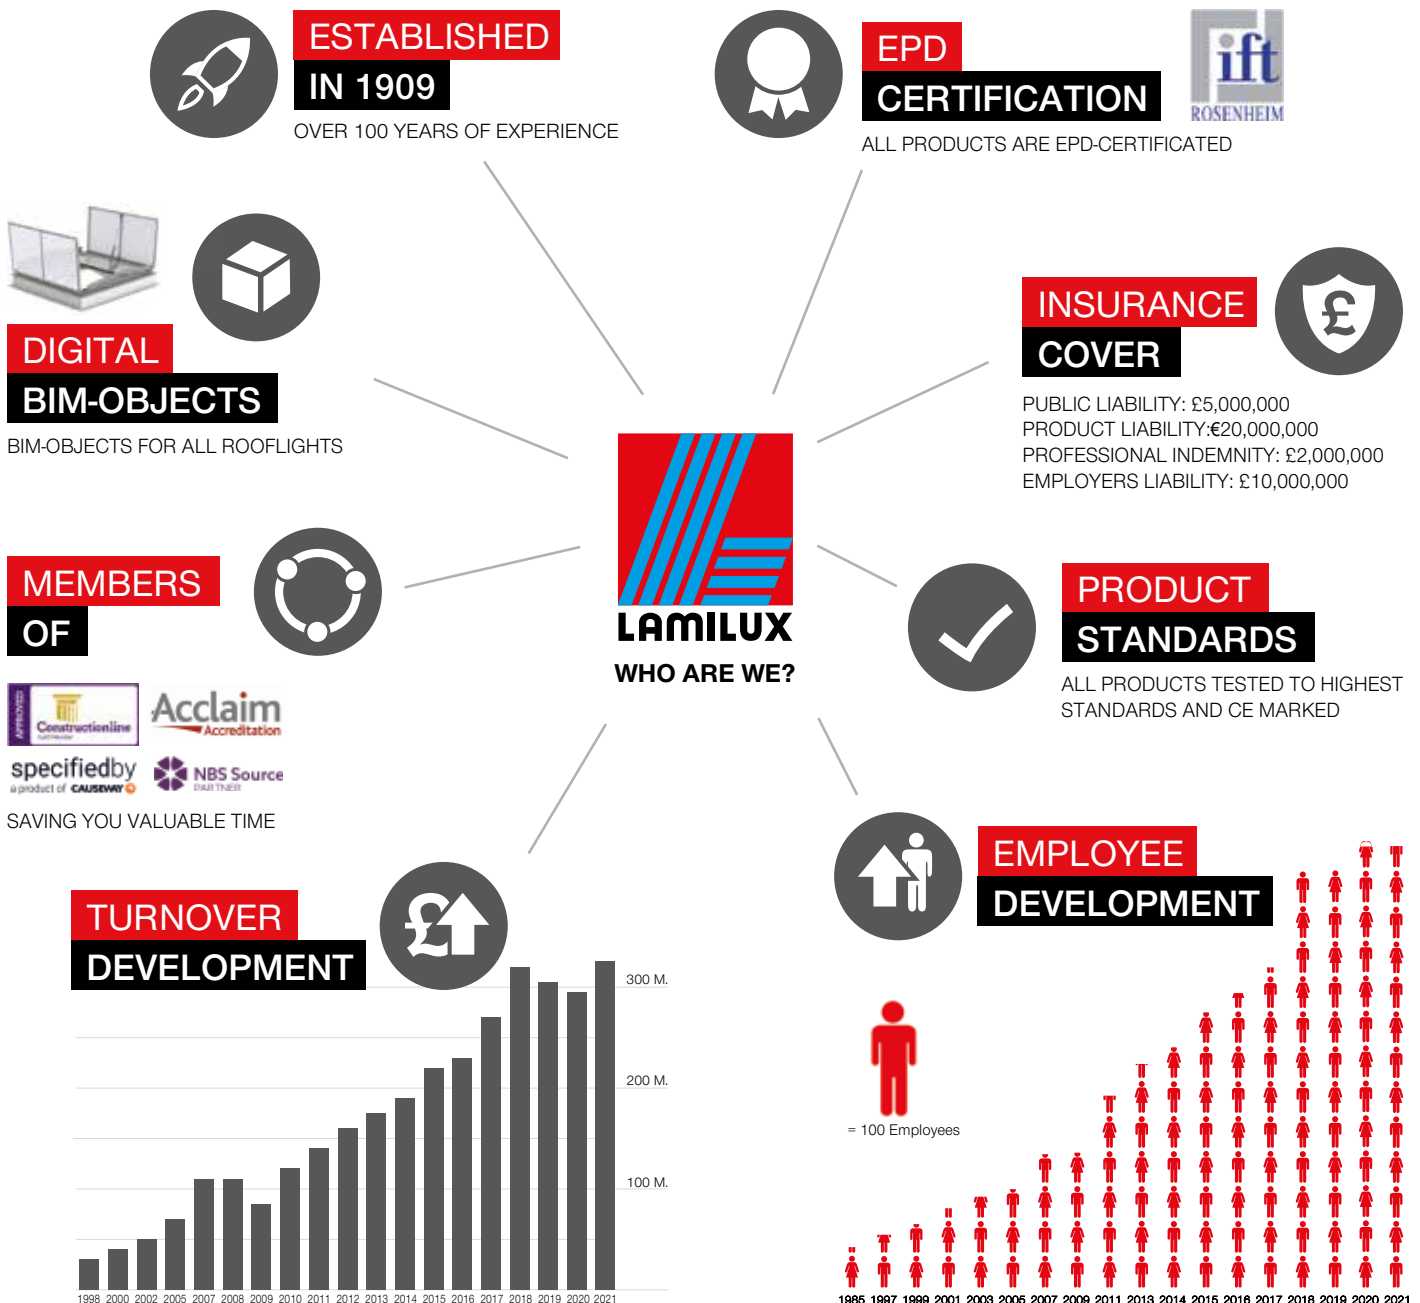 ESTABLISHED
IN 1909
OVER 100 YEARS OF EXPERIENCE
EPD
CERTIFICATION
ALL PRODUCTS ARE EPD-CERTIFICATED
ift
ROSENHEIM
DIGITAL
BIM-OBJECTS
BIM-OBJECTS FOR ALL ROOFLIGHTS
INSURANCE
COVER
£
PUBLIC LIABILITY: £5,000,000
PRODUCT LIABILITY:€20,000,000
PROFESSIONAL INDEMNITY: £2,000,000
EMPLOYERS LIABILITY: £10,000,000
MEMBERS
OF
APPROVED
Constructionline
Acclaim
Accreditation
specifiedby
a product of CAUSEWAY
NBS Source
PARTNER
SAVING YOU VALUABLE TIME
LAMILUX
WHO ARE WE?
PRODUCT
STANDARDS
ALL PRODUCTS TESTED TO HIGHEST
STANDARDS AND CE MARKED
TURNOVER
DEVELOPMENT
£
300 M.
200 M.
100 M.
1998 2000 2002 2005 2007 2008 2009 2010 2011 2012 2013 2014 2015 2016 2017 2018 2019 2020 2021
EMPLOYEE
DEVELOPMENT
= 100 Employees
1985 1997 1999 2001 2003 2005 2007 2009 2011 2013 2014 2015 2016 2017 2018 2019 2020 2021